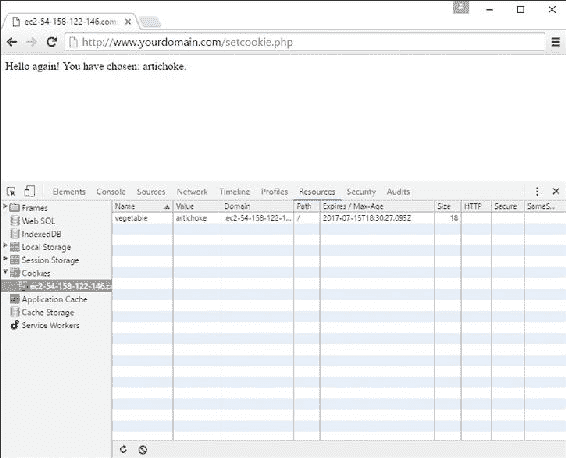 ec2-54-158-122-146.com
http://www.yourdomain.com/setcookie.php
Hello again! You have chosen: artichoke.
Elements Console Sources Network Timeline Profiles Resources Security Audits
Frames
Web SQL
IndexedDB
Local Storage
Session Storage
Cookies
ec2-54-158-122-146.c
Application Cache
Cache Storage
Service Workers
Name Value Domain Path Expires / Max-Age Size HTTP Secure SameS...
vegetable artichoke ec2-54-158-122-1... / 2017-07-15T18:30:27.095Z 18